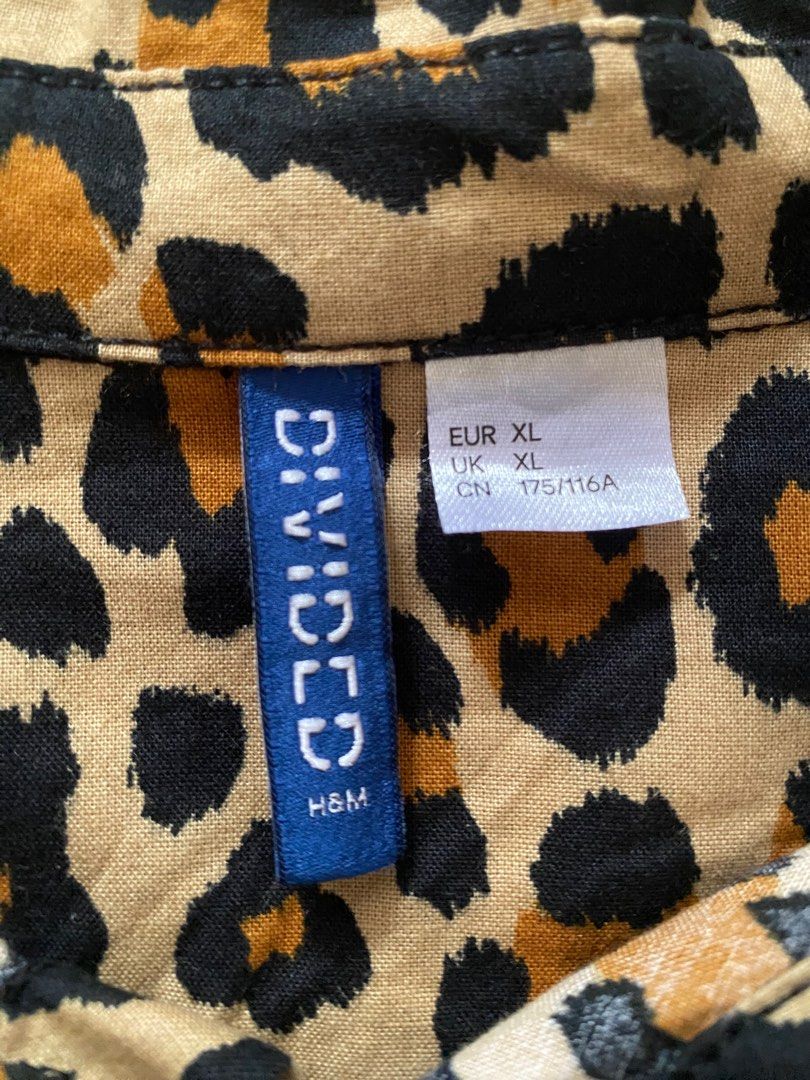 DIVIDED
H&M
EUR XL
UK XL
CN 175/116A